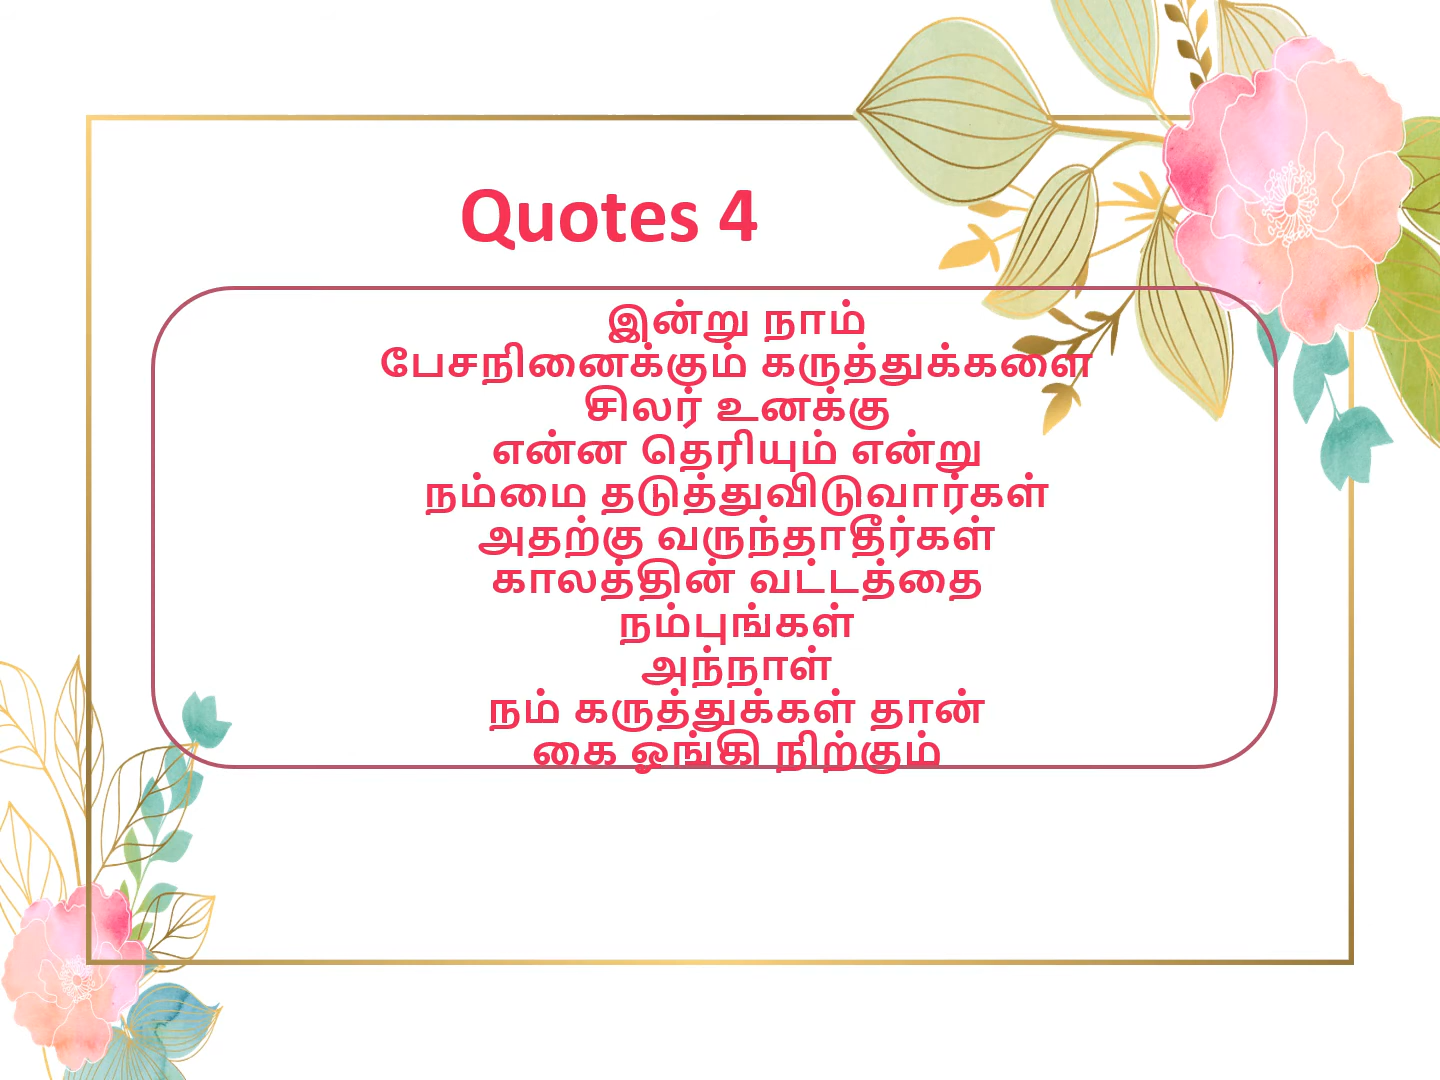 Quotes 4
இன்று நாம்
பேசநினைக்கும் கருத்துக்களை
சிலர் உனக்கு
என்ன தெரியும் என்று
நம்மை தடுத்துவிடுவார்கள்
அதற்கு வருந்தாதீர்கள்
காலத்தின் வட்டத்தை
நம்புங்கள்
அந்நாள்
நம் கருத்துக்கள் தான்
கை ஒங்கி நிற்கும்